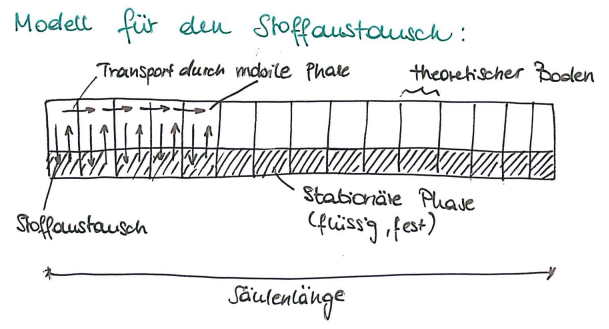 Modell für den Stoffaustausch:
Transport durch mobile Phase
theoretischer Boden
Stationäre Phase
(flüssig, fest)
Stoffaustausch
Säulenlänge